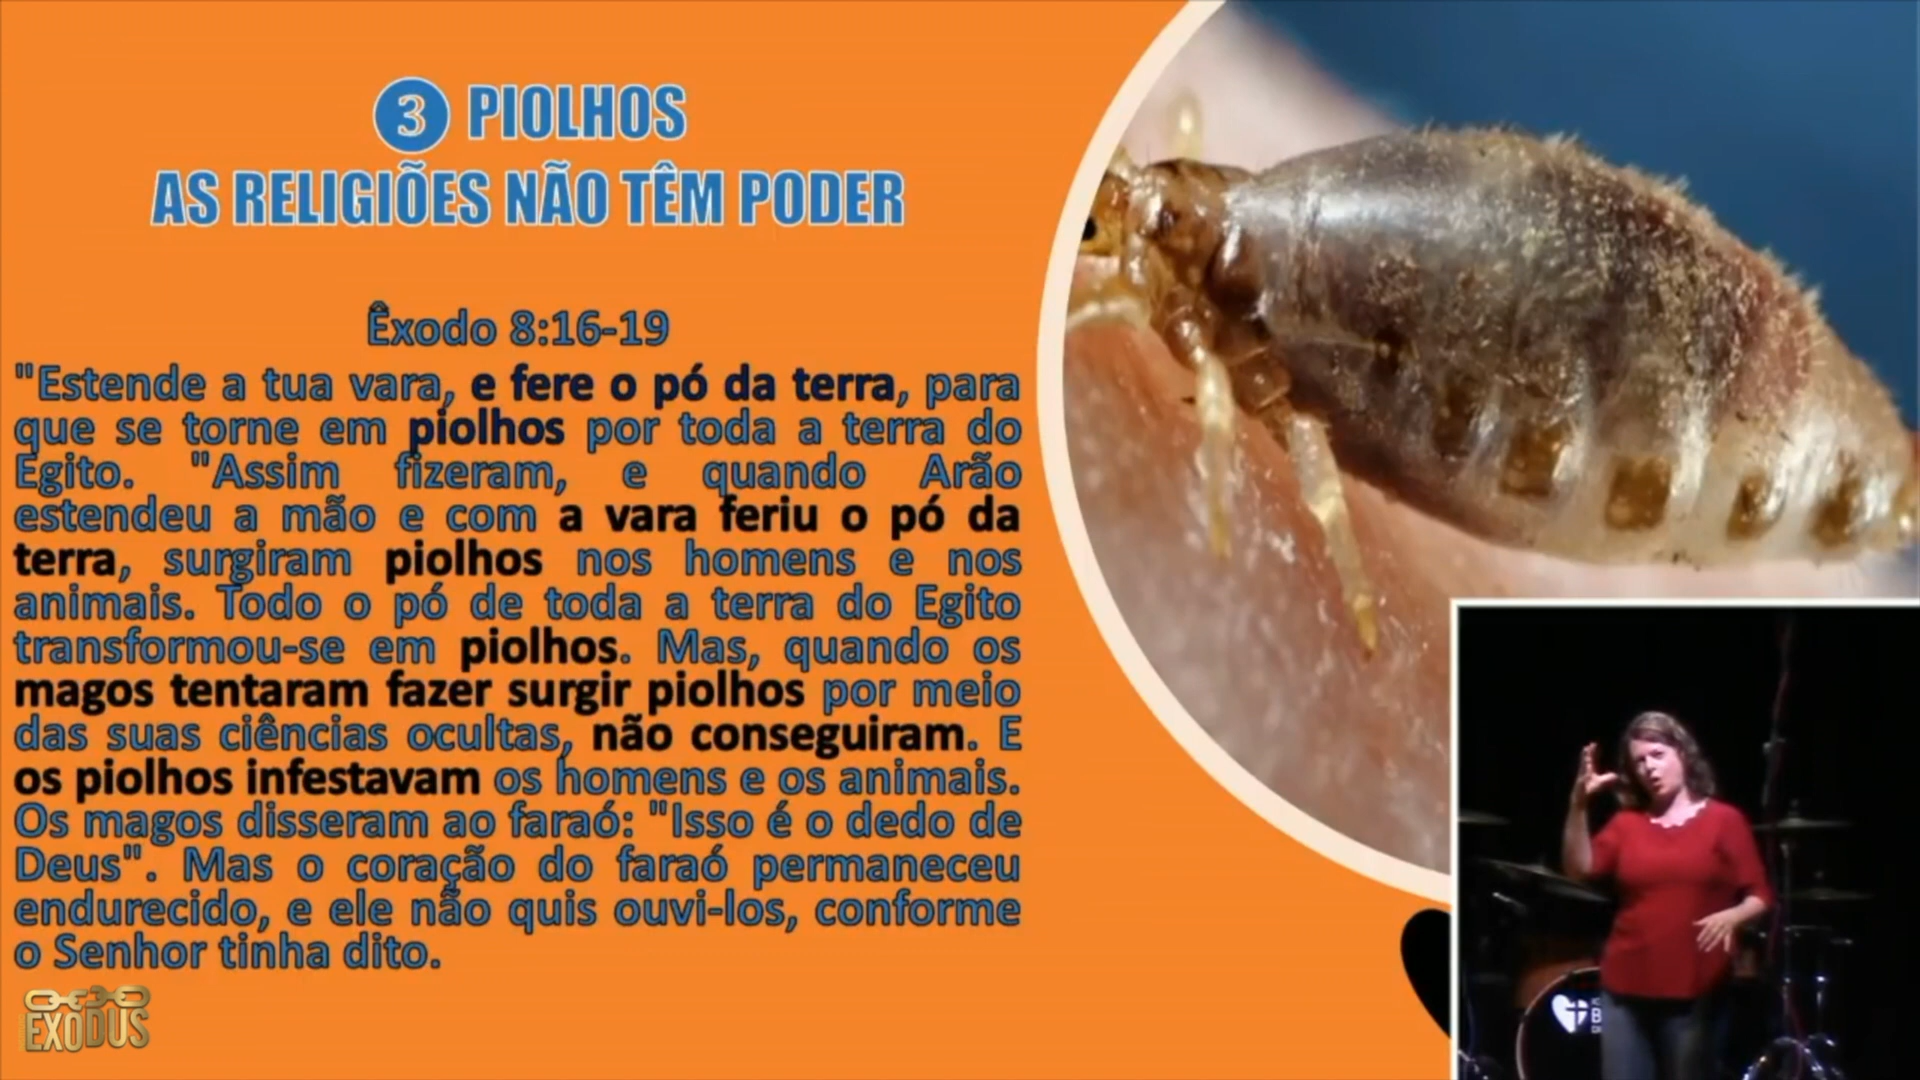 3 PIOLHOS
AS RELIGIÕES NÃO TÊM PODER
Êxodo 8:16-19
"Estende a tua vara, e fere o pó da terra, para
que se torne em piolhos por toda a terra do
Egito. "Assim fizeram, e quando Arão
estendeu a mão e com a vara feriu o pó da
terra, surgiram piolhos nos homens e nos
animais. Todo o pó de toda a terra do Egito
transformou-se em piolhos. Mas, quando os
magos tentaram fazer surgir piolhos por meio
das suas ciências ocultas, não conseguiram. E
os piolhos infestavam os homens e os animais.
Os magos disseram ao faraó: "Isso é o dedo de
Deus". Mas o coração do faraó permaneceu
endurecido, e ele não quis ouvi-los, conforme
o Senhor tinha dito.
EXODUS